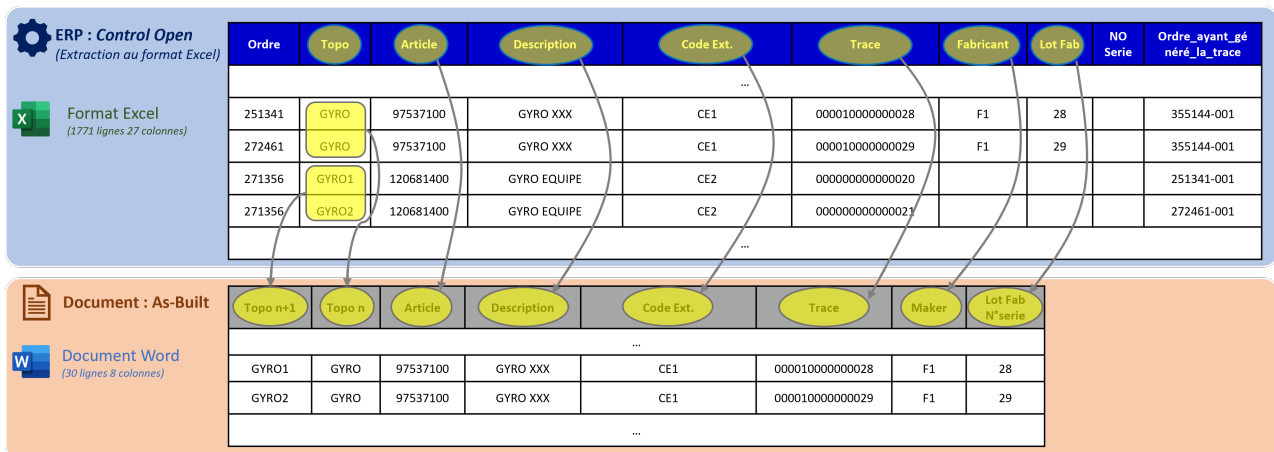 ERP : Control Open
(Extraction au format Excel)
Format Excel
(1771 lignes 27 colonnes)
Ordre Topo Article Description Code Ext. Trace Fabricant Lot Fab NO Serie Ordre_ayant_gé néré_la_trace
...
251341 GYRO 97537100 GYRO XXX CE1 000010000000028 F1 28 355144-001
272461 GYRO 97537100 GYRO XXX CE1 000010000000029 F1 29 355144-001
271356 GYRO1 120681400 GYRO EQUIPE CE2 000000000000020 251341-001
271356 GYRO2 120681400 GYRO EQUIPE CE2 000000000000021 272461-001
...
Document : As-Built
Document Word
(30 lignes 8 colonnes)
Topo n+1 Topo n Article Description Code Ext. Trace Maker Lot Fab N°serie
...
GYRO1 GYRO 97537100 GYRO XXX CE1 000010000000028 F1 28
GYRO2 GYRO 97537100 GYRO XXX CE1 000010000000029 F1 29
...